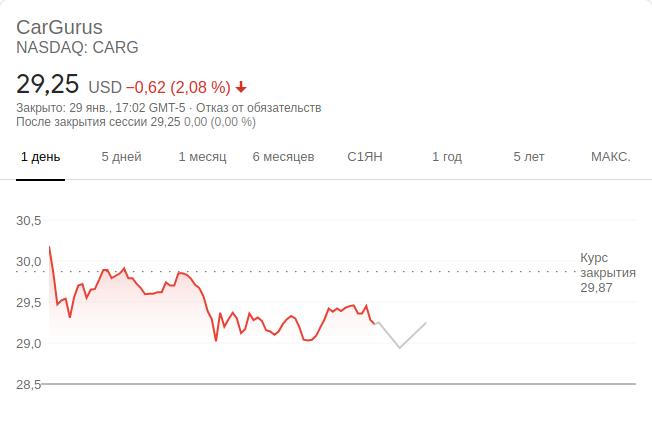 CarGurus
NASDAQ: CARG
29,25 USD −0,62 (2,08 %)
Закрыто: 29 янв., 17:02 GMT-5 · Отказ от обязательств
После закрытия сессии 29,25 0,00 (0,00 %)
1 день 5 дней 1 месяц 6 месяцев С1ЯН 1 год 5 лет МАКС.
30,5
30,0
29,5
29,0
28,5
Курс
закрытия
29,87